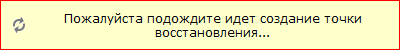 Пожалуйста подождите идет создание точки
восстановления...